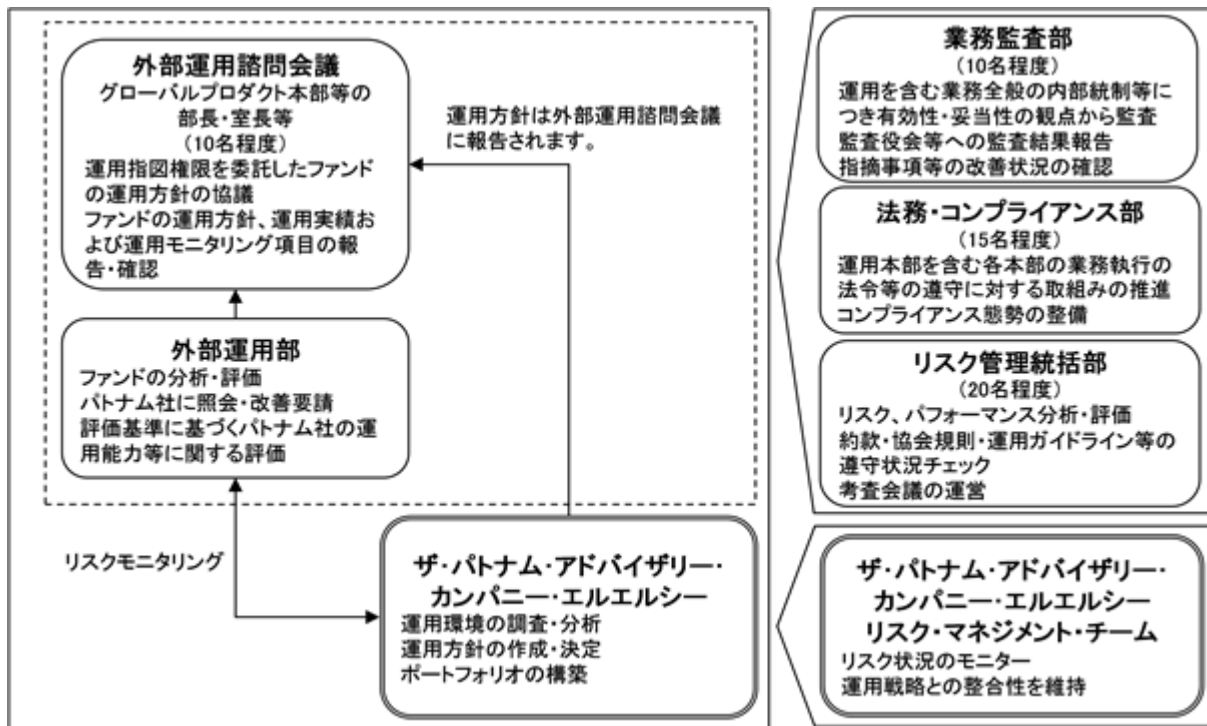 外部運用諮問会議
グローバルプロダクト本部等の
部長・室長等
(10名程度)
運用指図権限を委託したファンド
の運用方針の協議
ファンドの運用方針、運用実績お
よび運用モニタリング項目の報
告・確認
運用方針は外部運用諮問会議
に報告されます。
外部運用部
ファンドの分析・評価
パトナム社に照会・改善要請
評価基準に基づくパトナム社の運
用能力等に関する評価
リスクモニタリング
ザ・パトナム・アドバイザリー・
カンパニー・エルエルシー
運用環境の調査・分析
運用方針の作成・決定
ポートフォリオの構築
業務監査部
(10名程度)
運用を含む業務全般の内部統制等に
つき有効性・妥当性の観点から監査
監査役会等への監査結果報告
指摘事項等の改善状況の確認
法務・コンプライアンス部
(15名程度)
運用本部を含む各本部の業務執行の
法令等の遵守に対する取組みの推進
コンプライアンス態勢の整備
リスク管理統括部
(20名程度)
リスク、パフォーマンス分析・評価
約款・協会規則・運用ガイドライン等の
遵守状況チェック
考査会議の運営
ザ・パトナム・アドバイザリー・
カンパニー・エルエルシー
リスク・マネジメント・チーム
リスク状況のモニター
運用戦略との整合性を維持